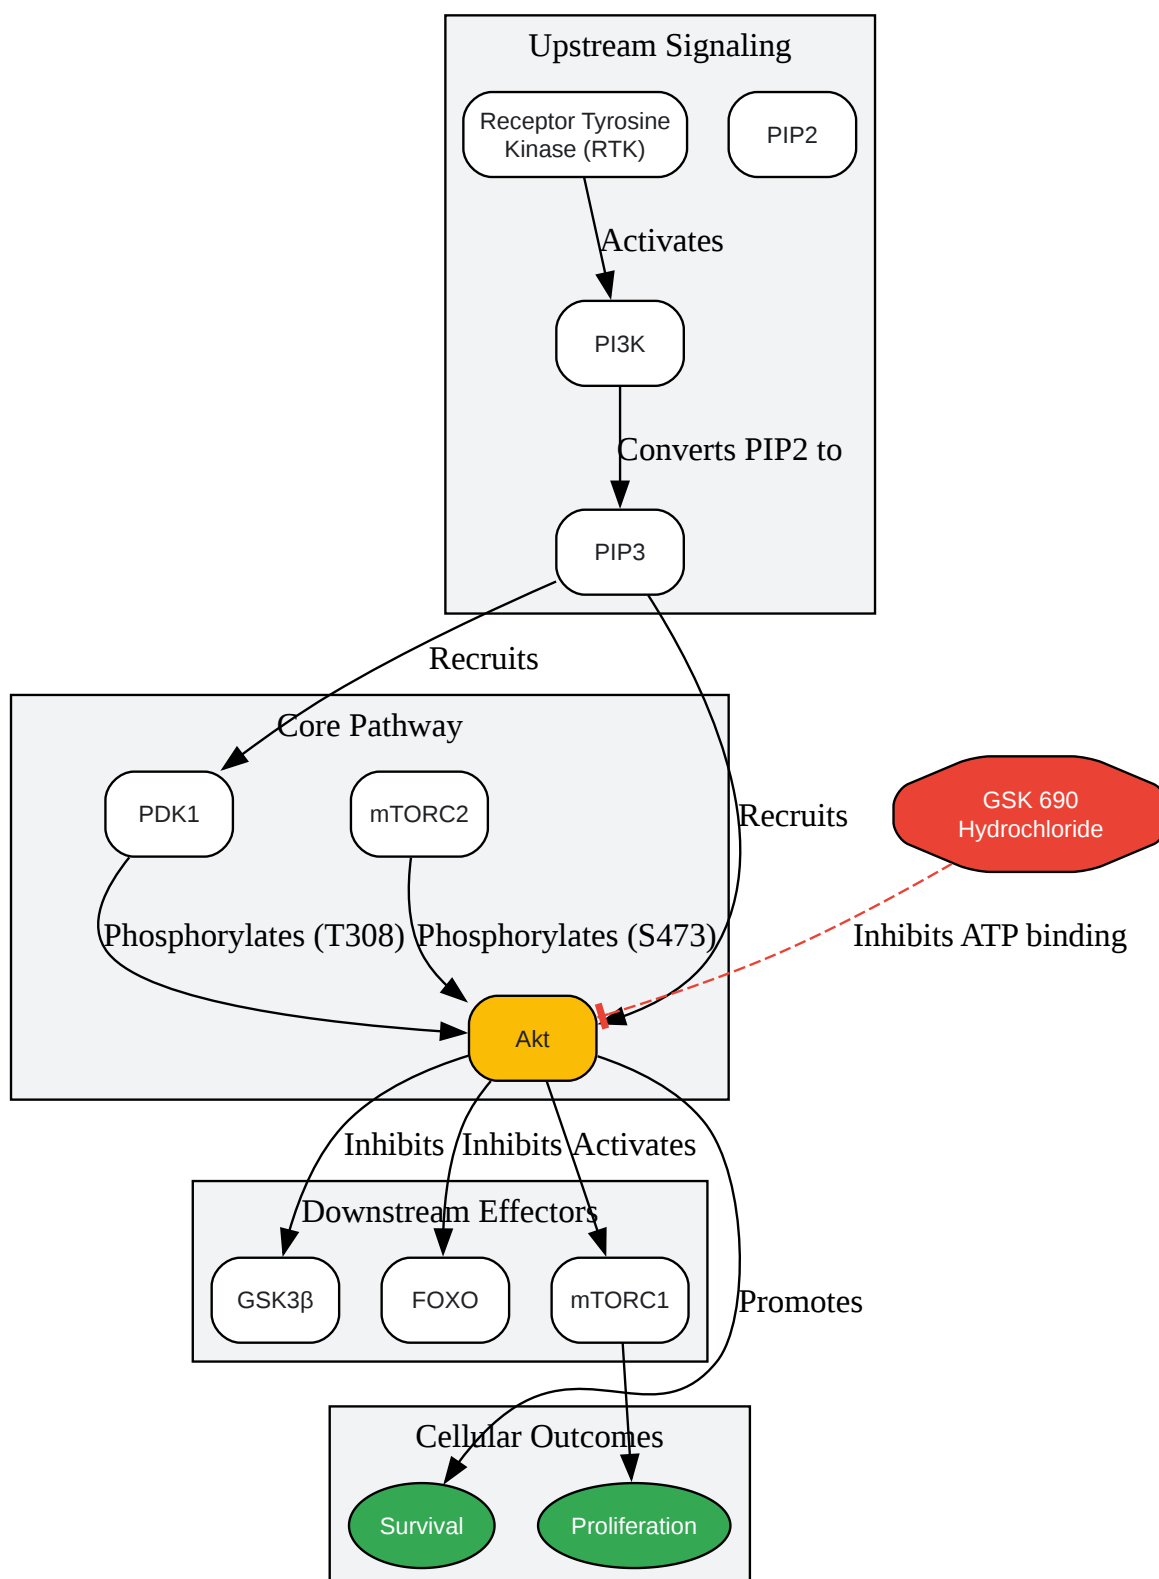 Upstream Signaling
Receptor Tyrosine
Kinase (RTK)
PIP2
Activates
PI3K
Converts PIP2 to
PIP3
Recruits
Core Pathway
PDK1
mTORC2
Recruits
GSK 690
Hydrochloride
Phosphorylates (T308)
Phosphorylates (S473)
Inhibits ATP binding
Akt
Inhibits
Inhibits
Activates
Downstream Effectors
GSK3β
FOXO
mTORC1
Promotes
Cellular Outcomes
Survival
Proliferation